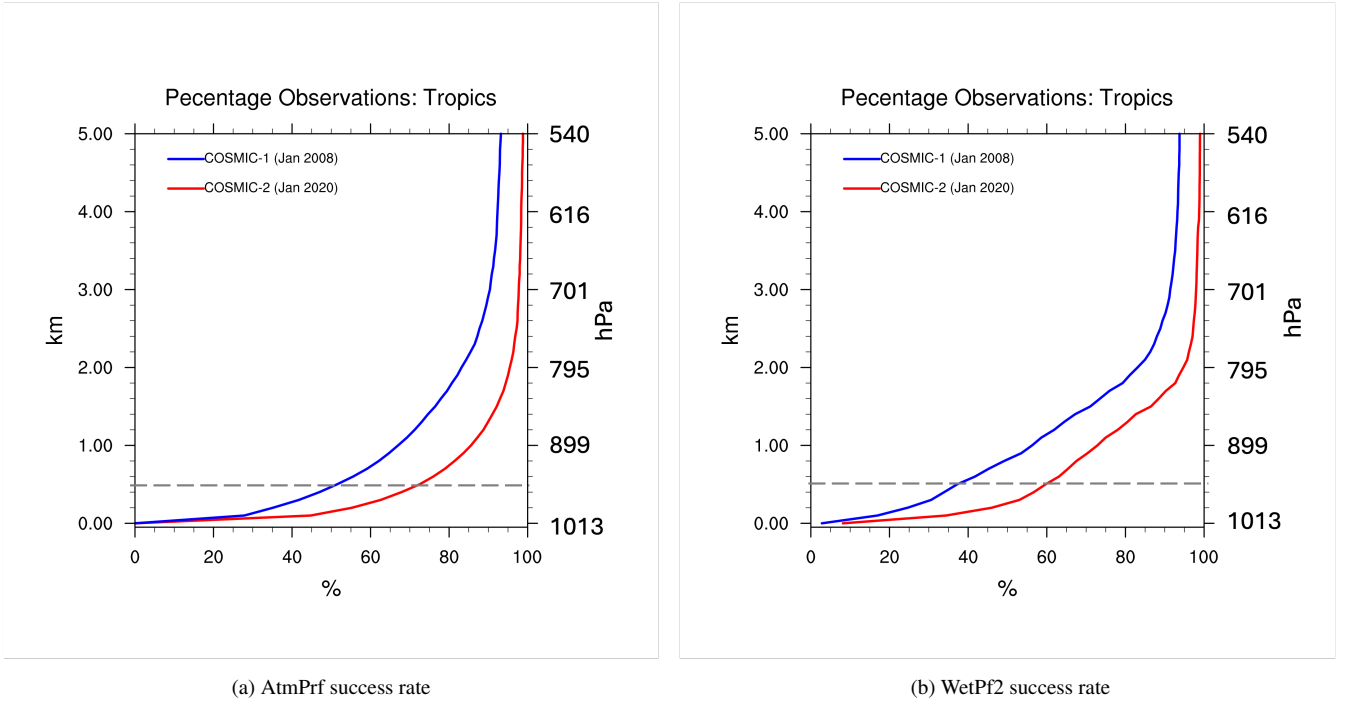 Pecentage Observations: Tropics
5.00
4.00
3.00
2.00
1.00
0.00
km
COSMIC-1 (Jan 2008)
COSMIC-2 (Jan 2020)
540
616
701
795
899
1013
hPa
0 20 40 60 80 100
%
(a) AtmPrf success rate
Pecentage Observations: Tropics
5.00
4.00
3.00
2.00
1.00
0.00
km
COSMIC-1 (Jan 2008)
COSMIC-2 (Jan 2020)
540
616
701
795
899
1013
hPa
0 20 40 60 80 100
%
(b) WetPf2 success rate